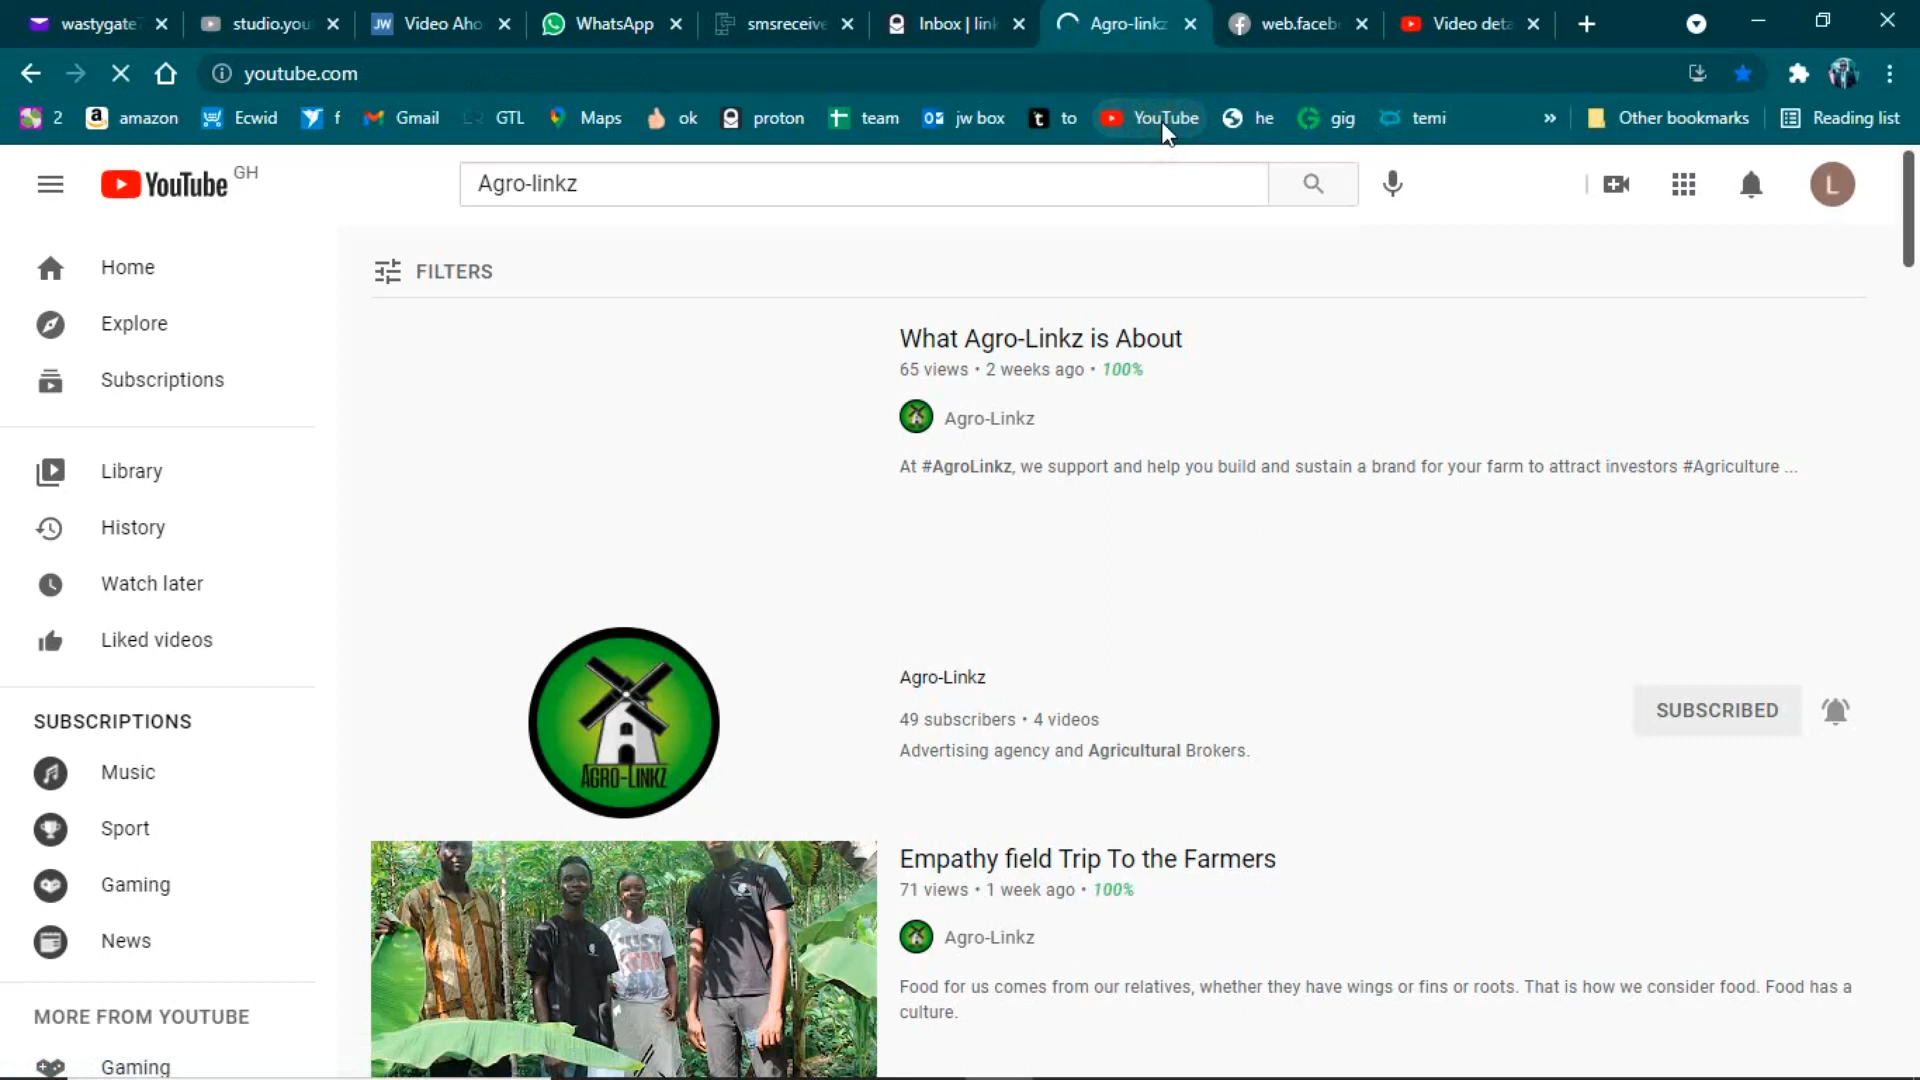 wastygate
studio.you
Video Aho
WhatsApp
smsreceive
Inbox | link
Agro-linkz
web.faceb
Video deta
youtube.com
2
amazon
Ecwid
f
Gmail
GTL
Maps
ok
proton
team
jw box
to
YouTube
he
gig
temi
»
Other bookmarks
Reading list
YouTube GH
Agro-linkz
L
Home
Explore
Subscriptions
Library
History
Watch later
Liked videos
SUBSCRIPTIONS
Music
Sport
Gaming
News
MORE FROM YOUTUBE
Gaming
FILTERS
What Agro-Linkz is About
65 views • 2 weeks ago • 100%
Agro-Linkz
At #AgroLinkz, we support and help you build and sustain a brand for your farm to attract investors #Agriculture ...
AGRO-LINKZ
Agro-Linkz
49 subscribers • 4 videos
Advertising agency and Agricultural Brokers.
SUBSCRIBED
Empathy field Trip To the Farmers
71 views • 1 week ago • 100%
Agro-Linkz
Food for us comes from our relatives, whether they have wings or fins or roots. That is how we consider food. Food has a
culture.